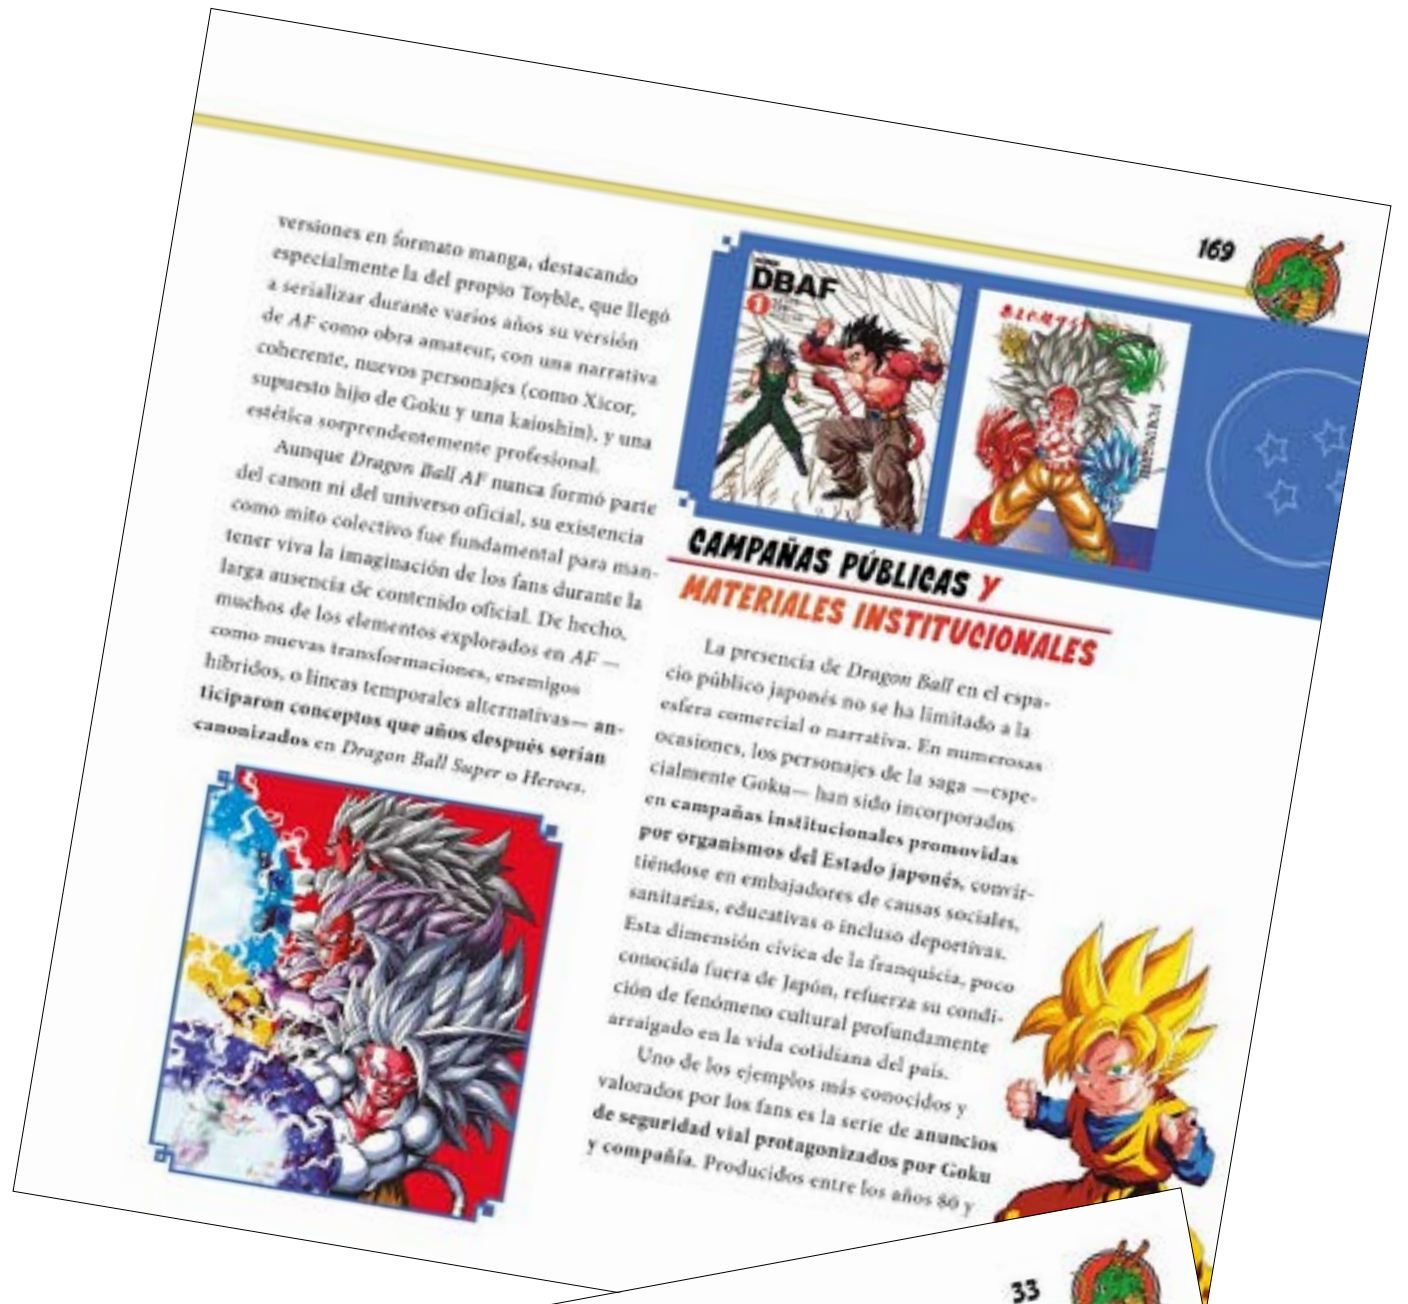 169
versiones en formato manga, destacando
especialmente la del propio Toyble, que llegó
a serializar durante varios años su versión
de AF como obra amateur, con una narrativa
coherente, nuevos personajes (como Xicor,
supuesto hijo de Goku y una kaioshin), y una
estética sorprendentemente profesional.
Aunque Dragon Ball AF nunca formó parte
del canon ni del universo oficial, su existencia
como mito colectivo fue fundamental para man-
tener viva la imaginación de los fans durante la
larga ausencia de contenido oficial. De hecho,
muchos de los elementos explorados en AF —
como nuevas transformaciones, enemigos
híbridos, o líneas temporales alternativas— an-
ticiparon conceptos que años después serían
canonizados en Dragon Ball Super o Heroes.
DBAF
1
CAMPAÑAS PÚBLICAS Y
MATERIALES INSTITUCIONALES
La presencia de Dragon Ball en el espa-
cio público japonés no se ha limitado a la
esfera comercial o narrativa. En numerosas
ocasiones, los personajes de la saga —espe-
cialmente Goku— han sido incorporados
en campañas institucionales promovidas
por organismos del Estado japonés, convir-
tiéndose en embajadores de causas sociales,
sanitarias, educativas o incluso deportivas.
Esta dimensión cívica de la franquicia, poco
conocida fuera de Japón, refuerza su condi-
ción de fenómeno cultural profundamente
arraigado en la vida cotidiana del país.
Uno de los ejemplos más conocidos y
valorados por los fans es la serie de anuncios
de seguridad vial protagonizados por Goku
y compañía. Producidos entre los años 80 y
33